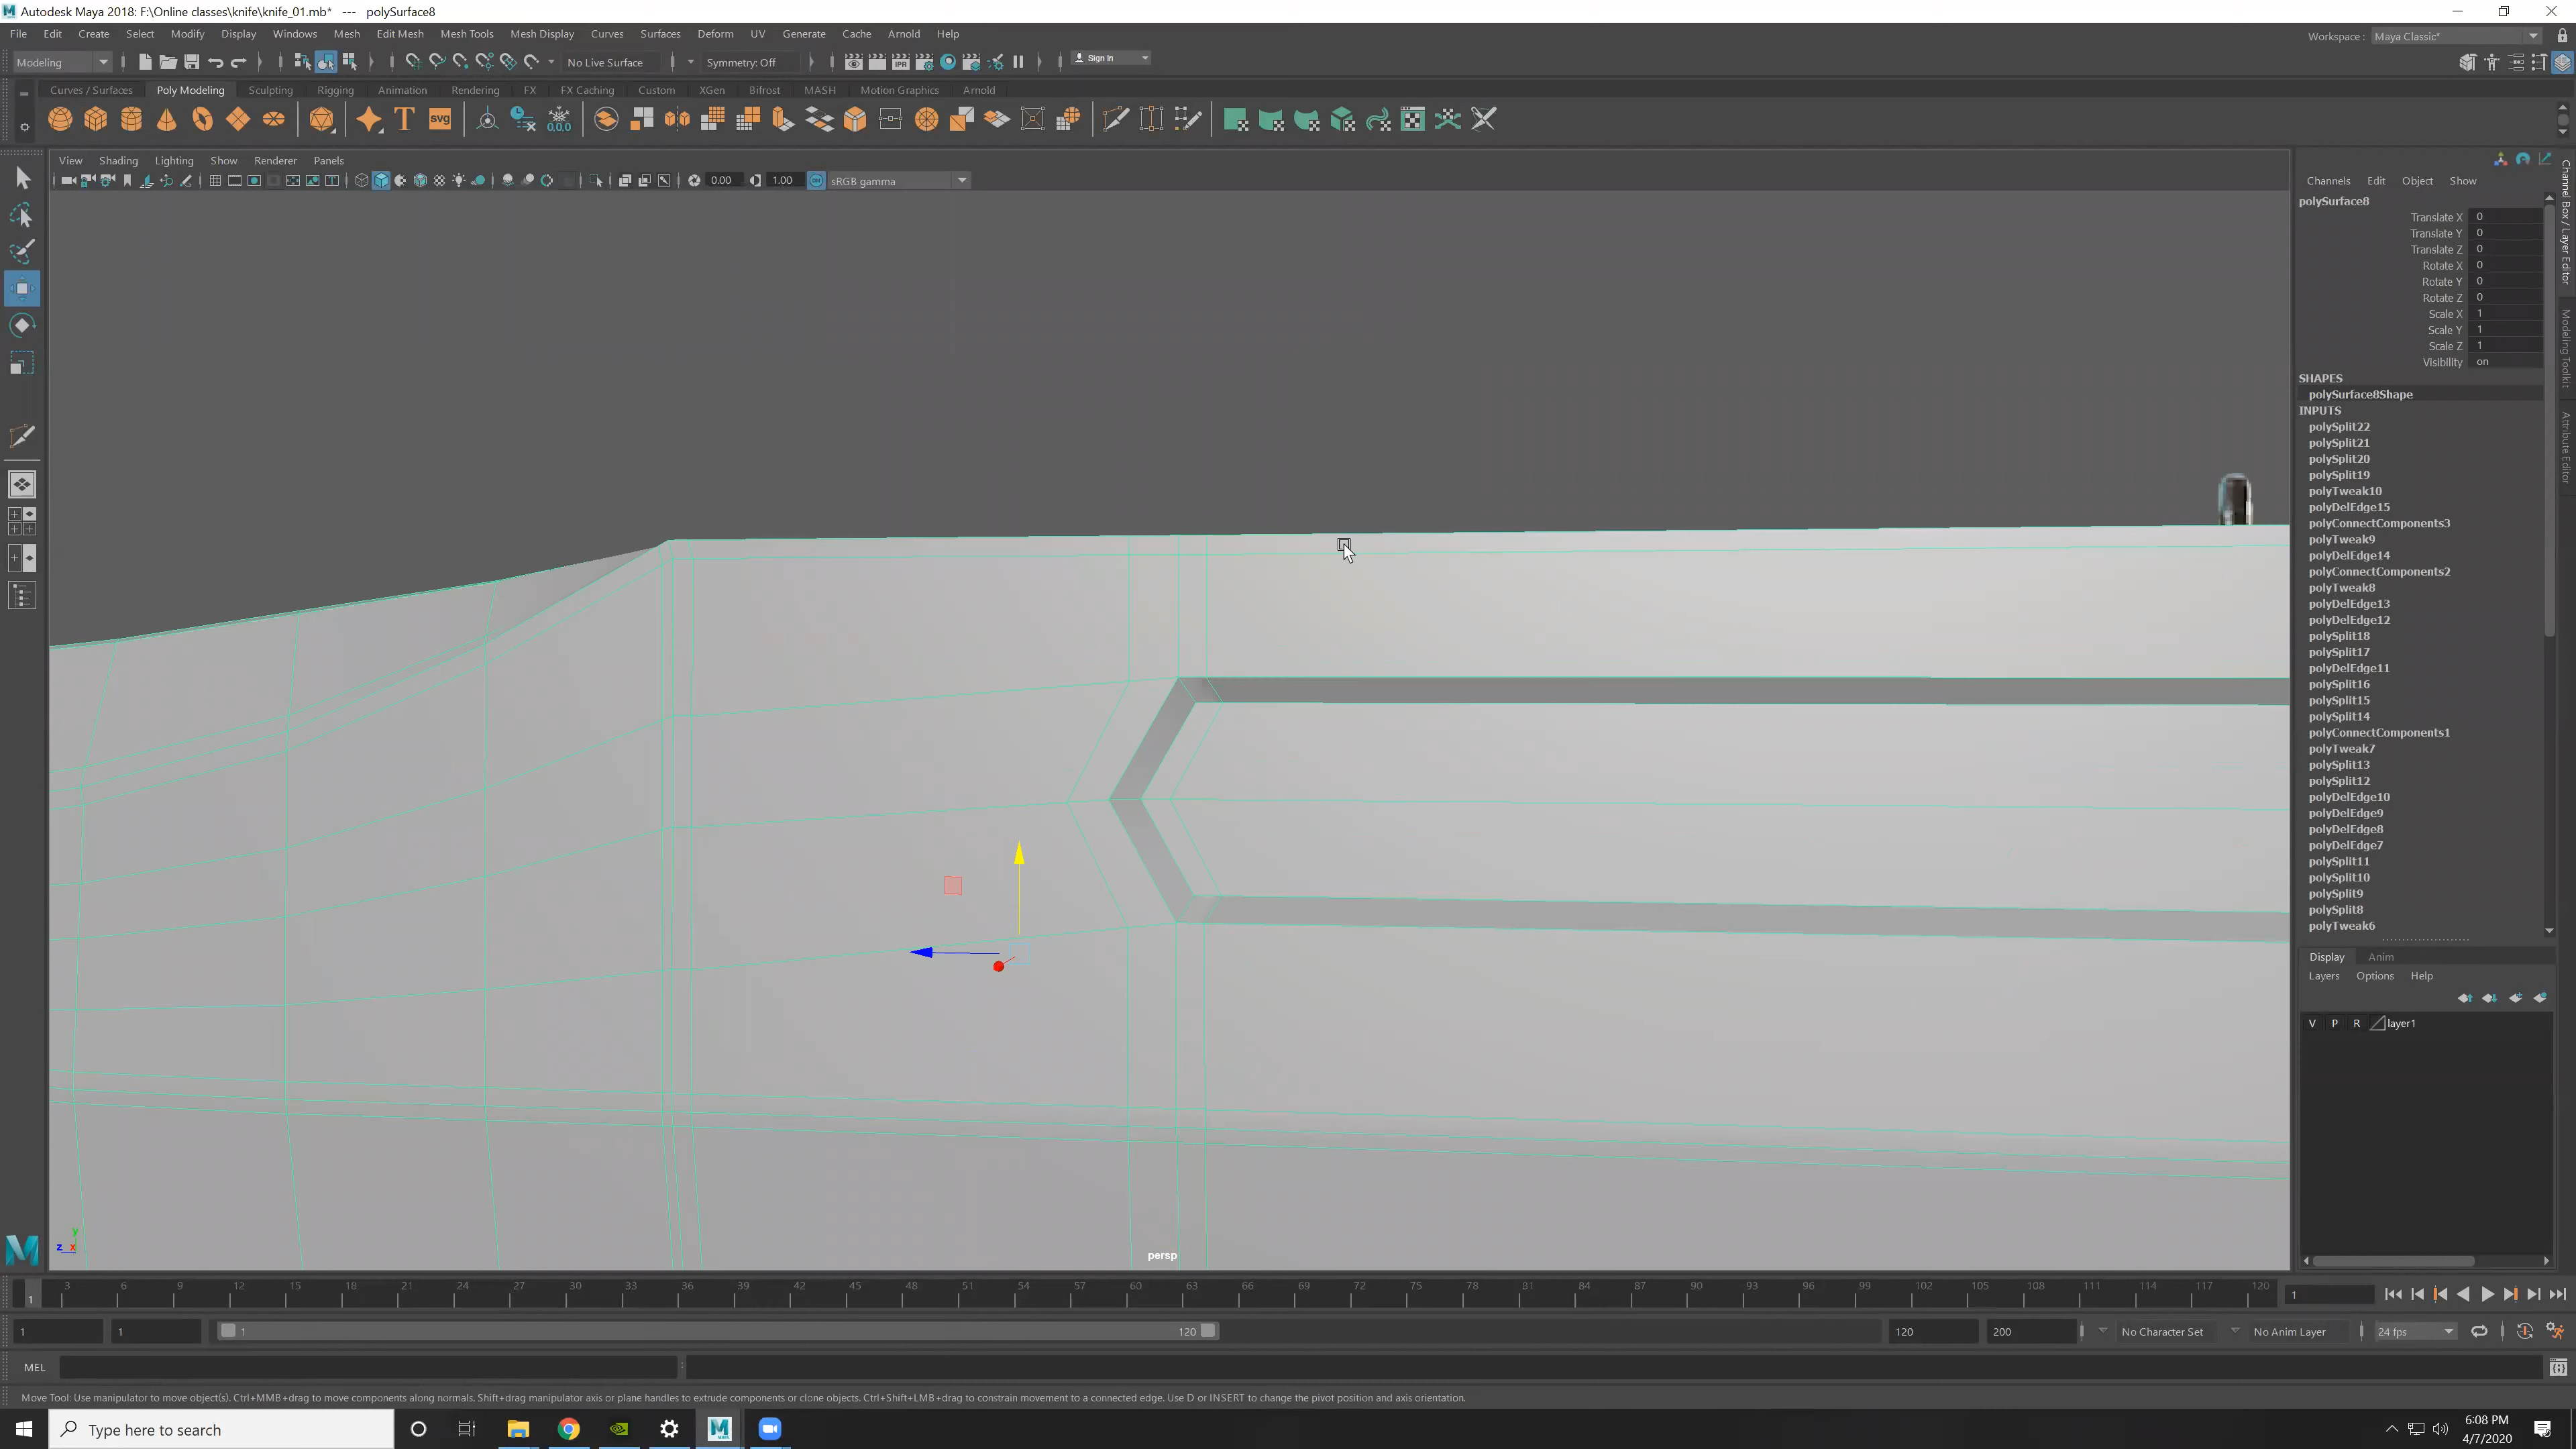 Autodesk Maya 2018: F:\Online classes\knife\knife_01.mb* --- polySurface8
File Edit Create Select Modify Display Windows Mesh Edit Mesh Mesh Tools Mesh Display Curves Surfaces Deform UV Generate Cache Arnold Help
Workspace : Maya Classic*
Modeling No Live Surface Symmetry: Off Sign In
Curves / Surfaces Poly Modeling Sculpting Rigging Animation Rendering FX FX Caching Custom XGen Bifrost MASH Motion Graphics Arnold
IPR
T SVG 0,0,0
View Shading Lighting Show Renderer Panels
0.00 1.00 sRGB gamma
Channels Edit Object Show
polySurface8
Translate X 0
Translate Y 0
Translate Z 0
Rotate X 0
Rotate Y 0
Rotate Z 0
Scale X 1
Scale Y 1
Scale Z 1
Visibility on
SHAPES
polySurface8Shape
INPUTS
polySplit22
polySplit21
polySplit20
polySplit19
polyTweak10
polyDelEdge15
polyConnectComponents3
polyTweak9
polyDelEdge14
polyConnectComponents2
polyTweak8
polyDelEdge13
polyDelEdge12
polySplit18
polySplit17
polyDelEdge11
polySplit16
polySplit15
polySplit14
polyConnectComponents1
polyTweak7
polySplit13
polySplit12
polyDelEdge10
polyDelEdge9
polyDelEdge8
polyDelEdge7
polySplit11
polySplit10
polySplit9
polySplit8
polyTweak6
Channel Box / Layer Editor
Modeling Toolkit
Attribute Editor
Display Anim
Layers Options Help
V P R layer1
y
z x
persp
3 6 9 12 15 18 21 24 27 30 33 36 39 42 45 48 51 54 57 60 63 66 69 72 75 78 81 84 87 90 93 96 99 102 105 108 111 114 117 120
1 1
1 1 1 120 120 200 No Character Set No Anim Layer 24 fps
MEL
Move Tool: Use manipulator to move object(s). Ctrl+MMB+drag to move components along normals. Shift+drag manipulator axis or plane handles to extrude components or clone objects. Ctrl+Shift+LMB+drag to constrain movement to a connected edge. Use D or INSERT to change the pivot position and axis orientation.
Type here to search
6:08 PM
4/7/2020